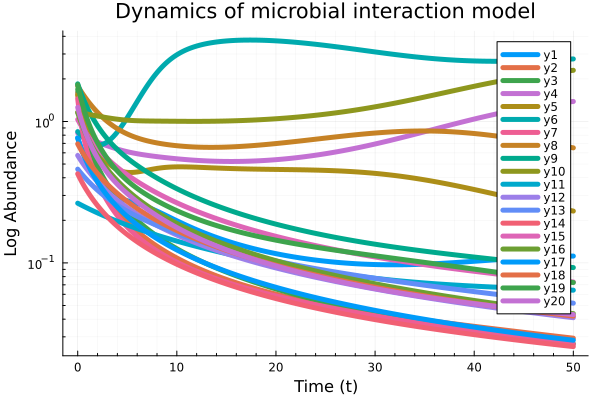 Dynamics of microbial interaction model
Log Abundance
10⁰
10⁻¹
0 10 20 30 40 50
Time (t)
y1
y2
y3
y4
y5
y6
y7
y8
y9
y10
y11
y12
y13
y14
y15
y16
y17
y18
y19
y20